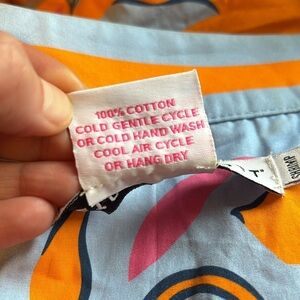 100% COTTON
COLD GENTLE CYCLE
OR COLD HAND WASH
COOL AIR CYCLE
OR HANG DRY